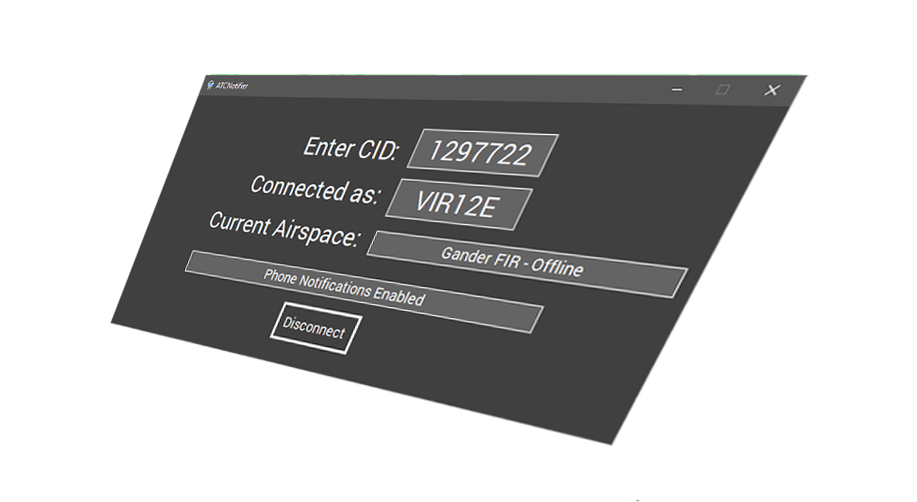 ATCNotifier
Enter CID: 1297722
Connected as: VIR12E
Current Airspace: Gander FIR - Offline
Phone Notifications Enabled
Disconnect